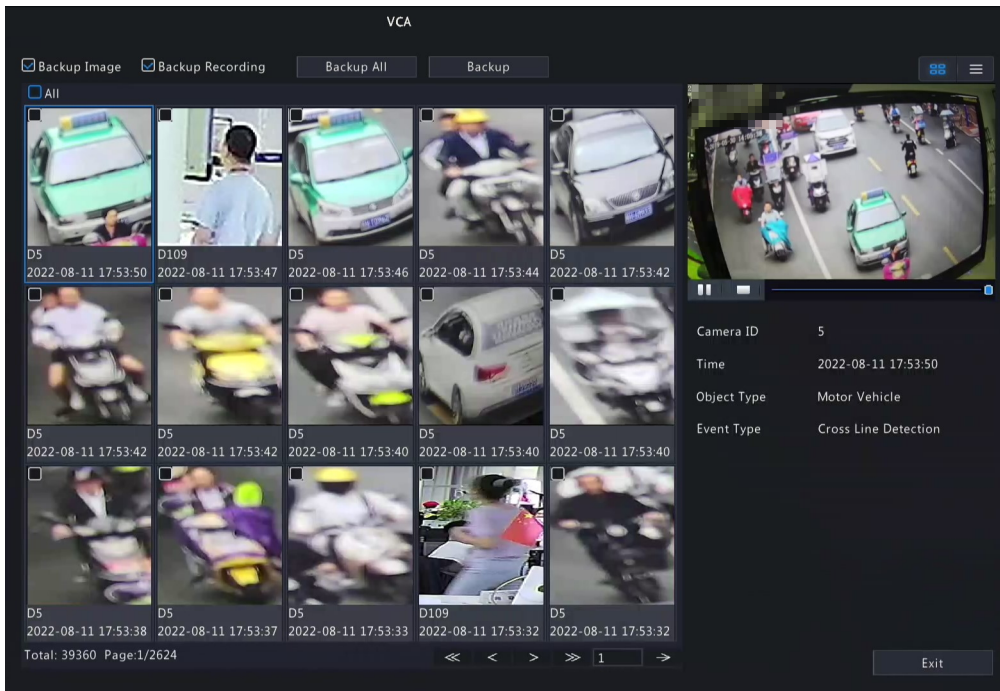 VCA
Backup Image Backup Recording Backup All Backup
All
D5 D109 D5 D5 D5
2022-08-11 17:53:50 2022-08-11 17:53:47 2022-08-11 17:53:46 2022-08-11 17:53:44 2022-08-11 17:53:42
D5 D5 D5 D5 D5
2022-08-11 17:53:42 2022-08-11 17:53:42 2022-08-11 17:53:40 2022-08-11 17:53:40 2022-08-11 17:53:40
D5 D5 D5 D109 D5
2022-08-11 17:53:38 2022-08-11 17:53:37 2022-08-11 17:53:33 2022-08-11 17:53:32 2022-08-11 17:53:32
Total: 39360 Page:1/2624
1
Camera ID 5
Time 2022-08-11 17:53:50
Object Type Motor Vehicle
Event Type Cross Line Detection
Exit